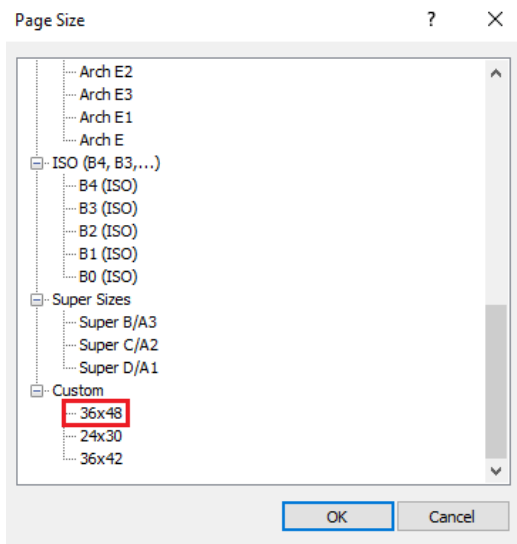 Page Size ?
Arch E2
Arch E3
Arch E1
Arch E
ISO (B4, B3,...)
B4 (ISO)
B3 (ISO)
B2 (ISO)
B1 (ISO)
B0 (ISO)
Super Sizes
Super B/A3
Super C/A2
Super D/A1
Custom
36x48
24x30
36x42
OK Cancel